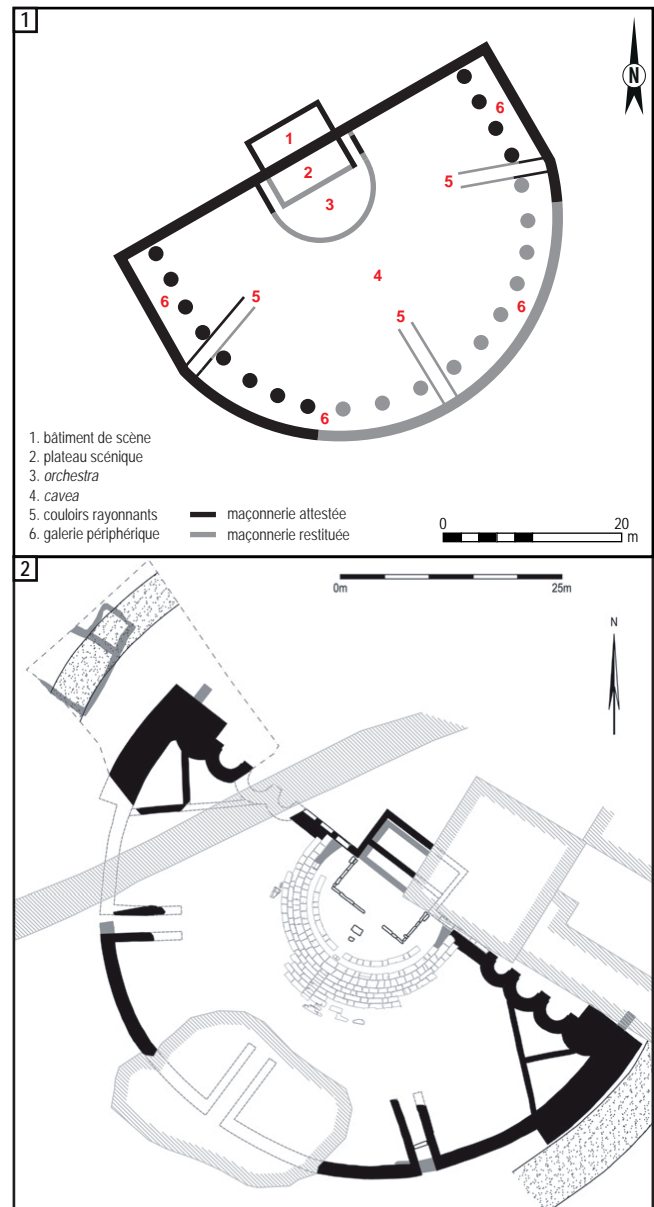 1
N
1
2
3
4
5
5
5
6
6
6
6
1. bâtiment de scène
2. plateau scénique
3. orchestra
4. cavea
5. couloirs rayonnants
6. galerie périphérique
maçonnerie attestée
maçonnerie restituée
0 20
m
2
0m 25m
N